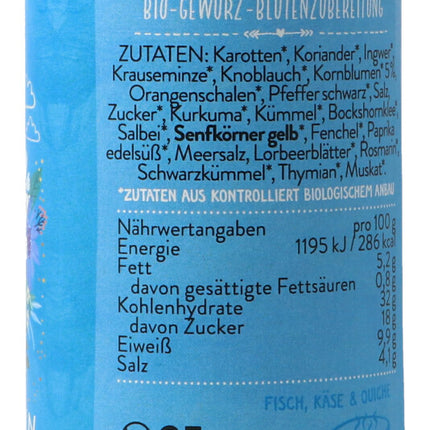 BIO-GEWÜRZ-BLÜTENZUBEREITUNG
ZUTATEN: Karotten*, Koriander*, Ingwer*,
Krauseminze*, Knoblauch*, Kornblumen* 5%,
Orangenschalen*, Pfeffer schwarz*, Salz,
Zucker*, Kurkuma*, Kümmel*, Bockshornklee*,
Salbei*, Senfkörner gelb*, Fenchel*, Paprika
edelsüß*, Meersalz, Lorbeerblätter*, Rosmarin*,
Schwarzkümmel*, Thymian*, Muskat*.
*ZUTATEN AUS KONTROLLIERT BIOLOGISCHEM ANBAU
Nährwertangaben pro 100g
Energie 1195 kJ / 286 kcal
Fett 5,2
davon gesättigte Fettsäuren 0,8
Kohlenhydrate 32
davon Zucker 18
Eiweiß 9,9
Salz 4,1
FISCH, KÄSE & QUICHE